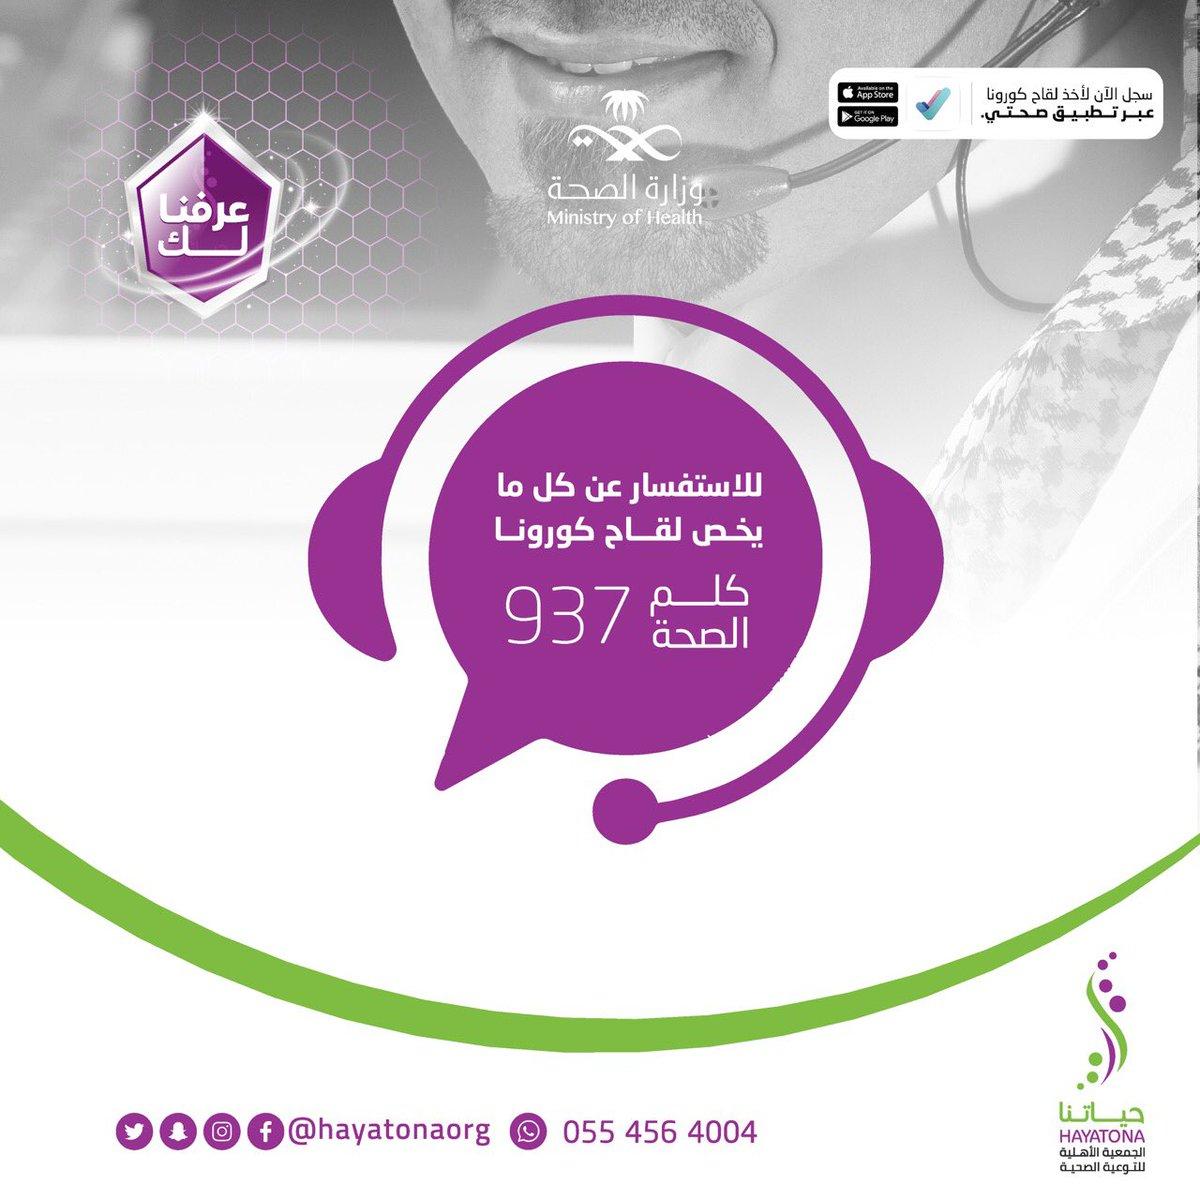 سجل الآن لأخذ لقاح كورونا
عبر تطبيق صحتي.
Available on the
App Store
GET IT ON
Google Play
وزارة الصحة
Ministry of Health
عرفنا
لك
للاستفسار عن كل ما
يخص لقاح كورونا
كلم
الصحة
937
@hayatonaorg
055 456 4004
حياتنا
HAYATONA
الجمعية الأهلية
للتوعية الصحية